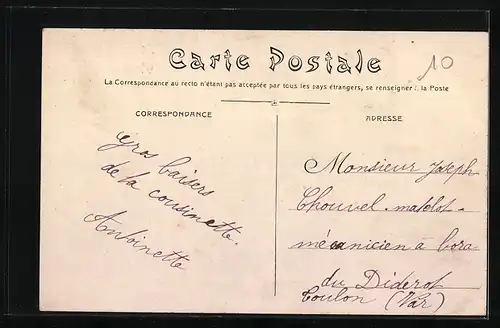 Carte Postale
10
La Correspondance au recto n'étant pas acceptée par tous les pays étrangers, se renseigner à la Poste
CORRESPONDANCE
Gros baisers
de la cousinette.
Antoinette
ADRESSE
Monsieur Joseph
Chouvel - matelot -
mécanicien à bora
du Diderot
Toulon (Var)